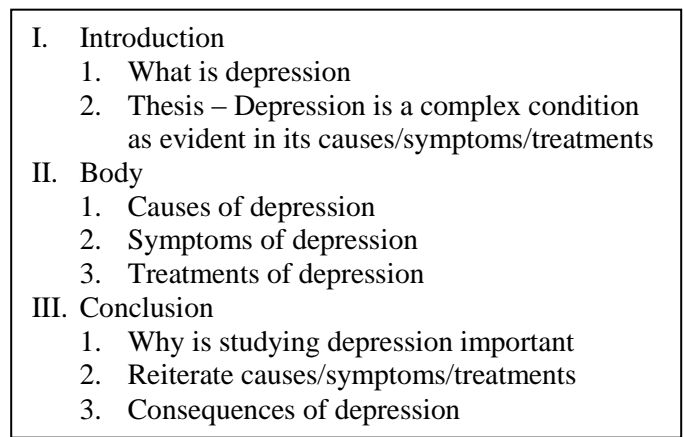 I. Introduction
1. What is depression
2. Thesis – Depression is a complex condition
as evident in its causes/symptoms/treatments
II. Body
1. Causes of depression
2. Symptoms of depression
3. Treatments of depression
III. Conclusion
1. Why is studying depression important
2. Reiterate causes/symptoms/treatments
3. Consequences of depression